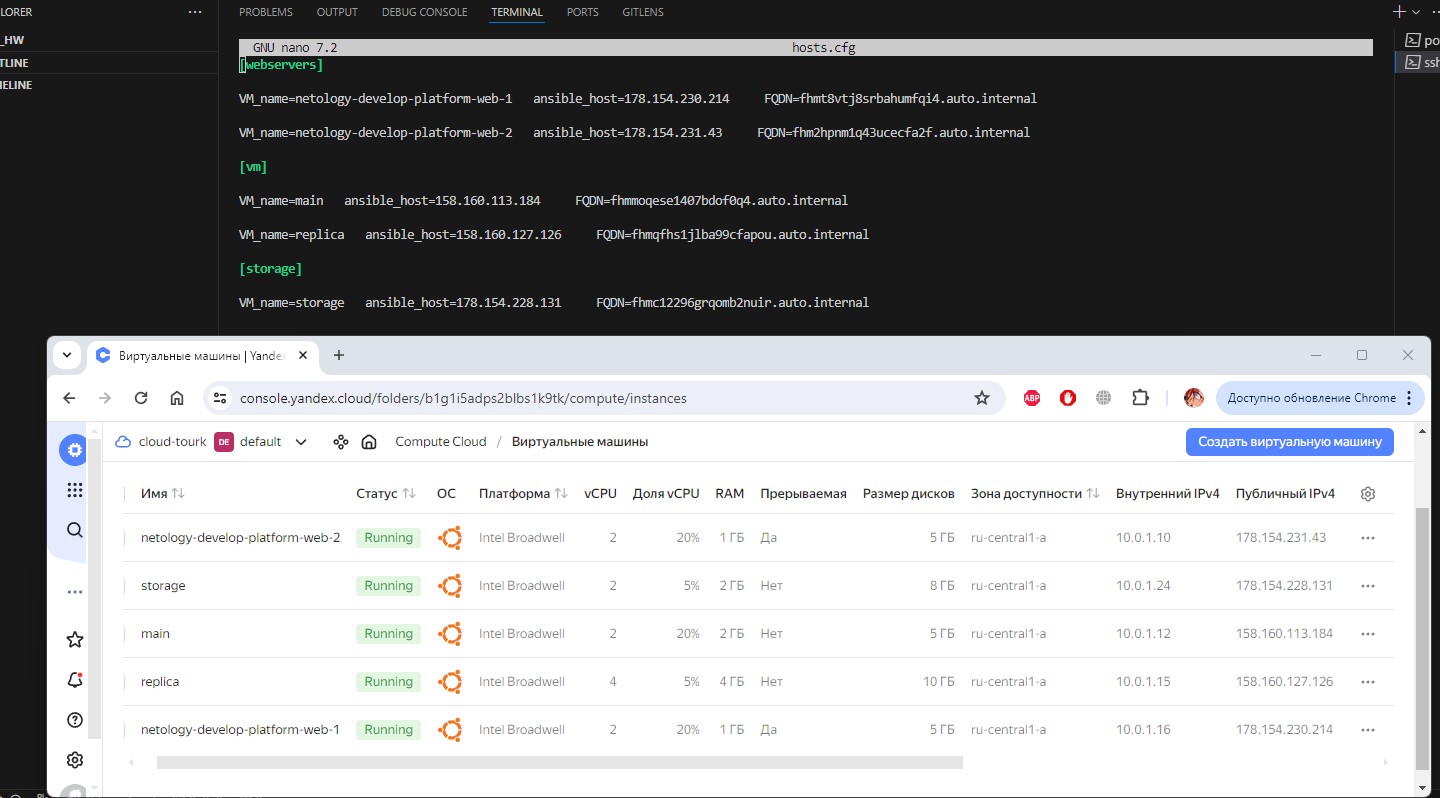 LORER ··· PROBLEMS OUTPUT DEBUG CONSOLE TERMINAL PORTS GITLENS
_HW
TLINE
IELINE
GNU nano 7.2 hosts.cfg
po
ssh
[webservers]
VM_name=netology-develop-platform-web-1 ansible_host=178.154.230.214 FQDN=fhmt8vtj8srbahumfqi4.auto.internal
VM_name=netology-develop-platform-web-2 ansible_host=178.154.231.43 FQDN=fhm2hpnm1q43ucecfa2f.auto.internal
[vm]
VM_name=main ansible_host=158.160.113.184 FQDN=fhmmoqese1407bdof0q4.auto.internal
VM_name=replica ansible_host=158.160.127.126 FQDN=fhmqfhs1jlba99cfapou.auto.internal
[storage]
VM_name=storage ansible_host=178.154.228.131 FQDN=fhmc12296grqomb2nuir.auto.internal
Виртуальные машины | Yande
console.yandex.cloud/folders/b1g1i5adps2blbs1k9tk/compute/instances ABP Доступно обновление Chrome
cloud-tourk DE default Compute Cloud / Виртуальные машины Создать виртуальную машину
Имя Статус ОС Платформа vCPU Доля vCPU RAM Прерываемая Размер дисков Зона доступности Внутренний IPv4 Публичный IPv4
netology-develop-platform-web-2 Running Intel Broadwell 2 20% 1 ГБ Да 5 ГБ ru-central1-a 10.0.1.10 178.154.231.43
storage Running Intel Broadwell 2 5% 2 ГБ Нет 8 ГБ ru-central1-a 10.0.1.24 178.154.228.131
main Running Intel Broadwell 2 20% 2 ГБ Нет 5 ГБ ru-central1-a 10.0.1.12 158.160.113.184
replica Running Intel Broadwell 4 5% 4 ГБ Нет 10 ГБ ru-central1-a 10.0.1.15 158.160.127.126
netology-develop-platform-web-1 Running Intel Broadwell 2 20% 1 ГБ Да 5 ГБ ru-central1-a 10.0.1.16 178.154.230.214